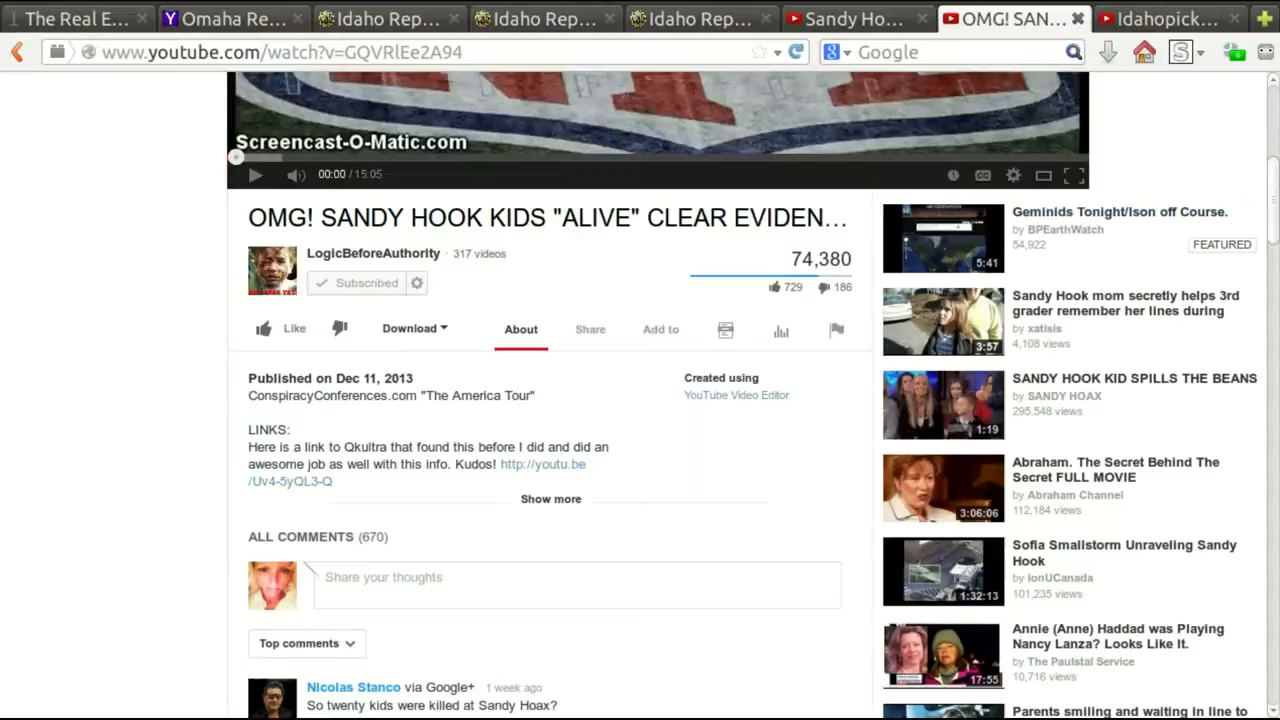 The Real E...
Omaha Re...
Idaho Rep...
Idaho Rep...
Idaho Rep...
Sandy Ho...
OMG! SAN...
Idahopick...
www.youtube.com/watch?v=GQVRlEe2A94
Google
Screencast-O-Matic.com
00:00 / 15:05
OMG! SANDY HOOK KIDS "ALIVE" CLEAR EVIDEN...
LogicBeforeAuthority · 317 videos
Subscribed
74,380
729 186
Like
Download
About
Share
Add to
Published on Dec 11, 2013
ConspiracyConferences.com "The America Tour"
LINKS:
Here is a link to Qkultra that found this before I did and did an
awesome job as well with this info. Kudos! http://youtu.be
/Uv4-5yQL3-Q
Show more
Created using
YouTube Video Editor
ALL COMMENTS (670)
Share your thoughts
Top comments
Nicolas Stanco via Google+ 1 week ago
So twenty kids were killed at Sandy Hoax?
5:41
Geminids Tonight/Ison off Course.
by BPEarthWatch
54,922
FEATURED
3:57
Sandy Hook mom secretly helps 3rd
grader remember her lines during
by xatisis
4,108 views
1:19
SANDY HOOK KID SPILLS THE BEANS
by SANDY HOAX
295,548 views
3:06:06
Abraham. The Secret Behind The
Secret FULL MOVIE
by Abraham Channel
112,184 views
1:32:13
Sofia Smallstorm Unraveling Sandy
Hook
by IonUCanada
101,235 views
17:55
Annie (Anne) Haddad was Playing
Nancy Lanza? Looks Like It.
by The Paulstal Service
10,716 views
Parents smiling and waiting in line to